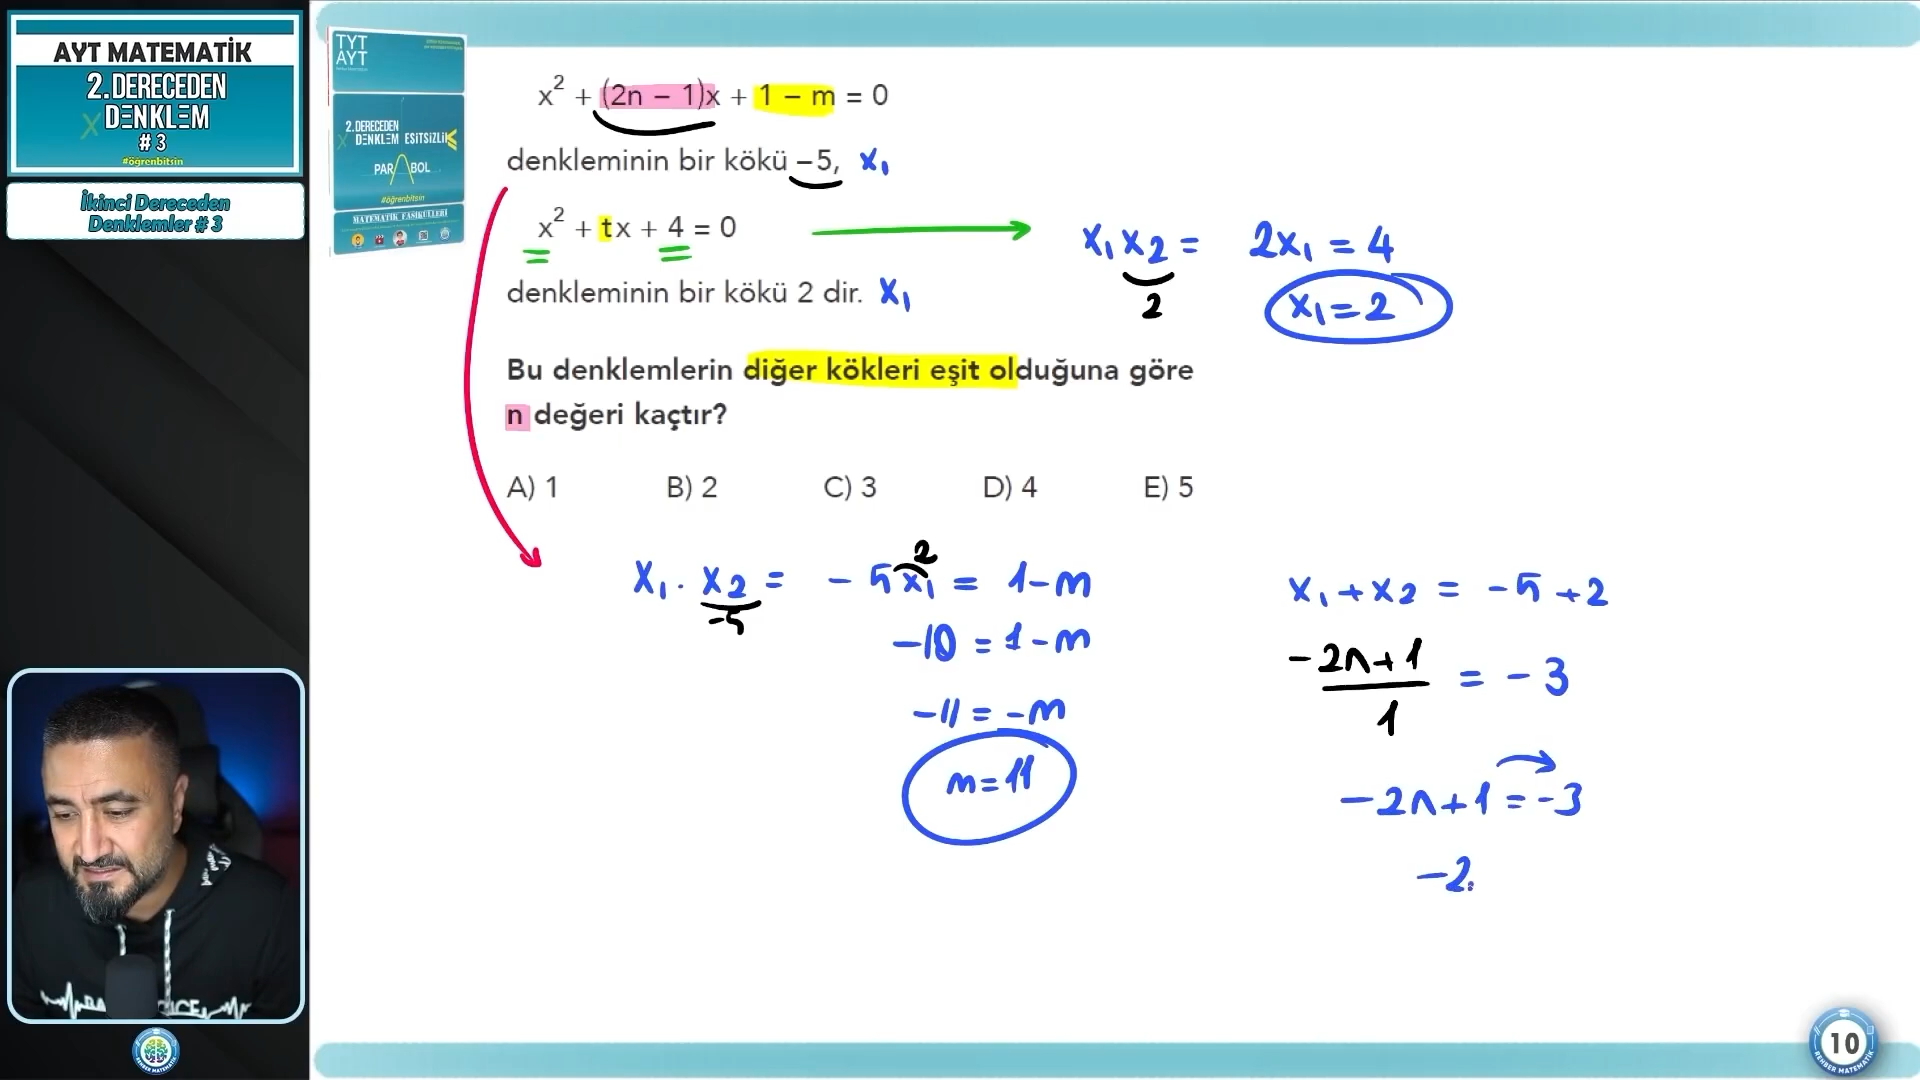 AYT MATEMATİK
2. DERECEDEN
DENKLEM
# 3
#öğrenbitsin
İkinci Dereceden
Denklemler # 3
TYT
AYT
2. DERECEDEN
DENKLEM EŞİTSİZLİK
PARABOL
#öğrenbitsin
MATEMATİK FASİKÜLLERİ
x² + (2n − 1)x + 1 − m = 0
denkleminin bir kökü −5, x₁
x² + tx + 4 = 0
x₁x₂ = 2x₁ = 4
2
x₁ = 2
denkleminin bir kökü 2 dir. x₁
Bu denklemlerin diğer kökleri eşit olduğuna göre
n değeri kaçtır?
A) 1 B) 2 C) 3 D) 4 E) 5
2
x₁ . x₂ = − 5x₁ = 1−m
−5
−10 = 1−m
−11 = −m
m=11
x₁+x₂ = −5+2
−2n+1
= −3
1
−2n+1 = −3
−2
10
REHBER MATEMATİK